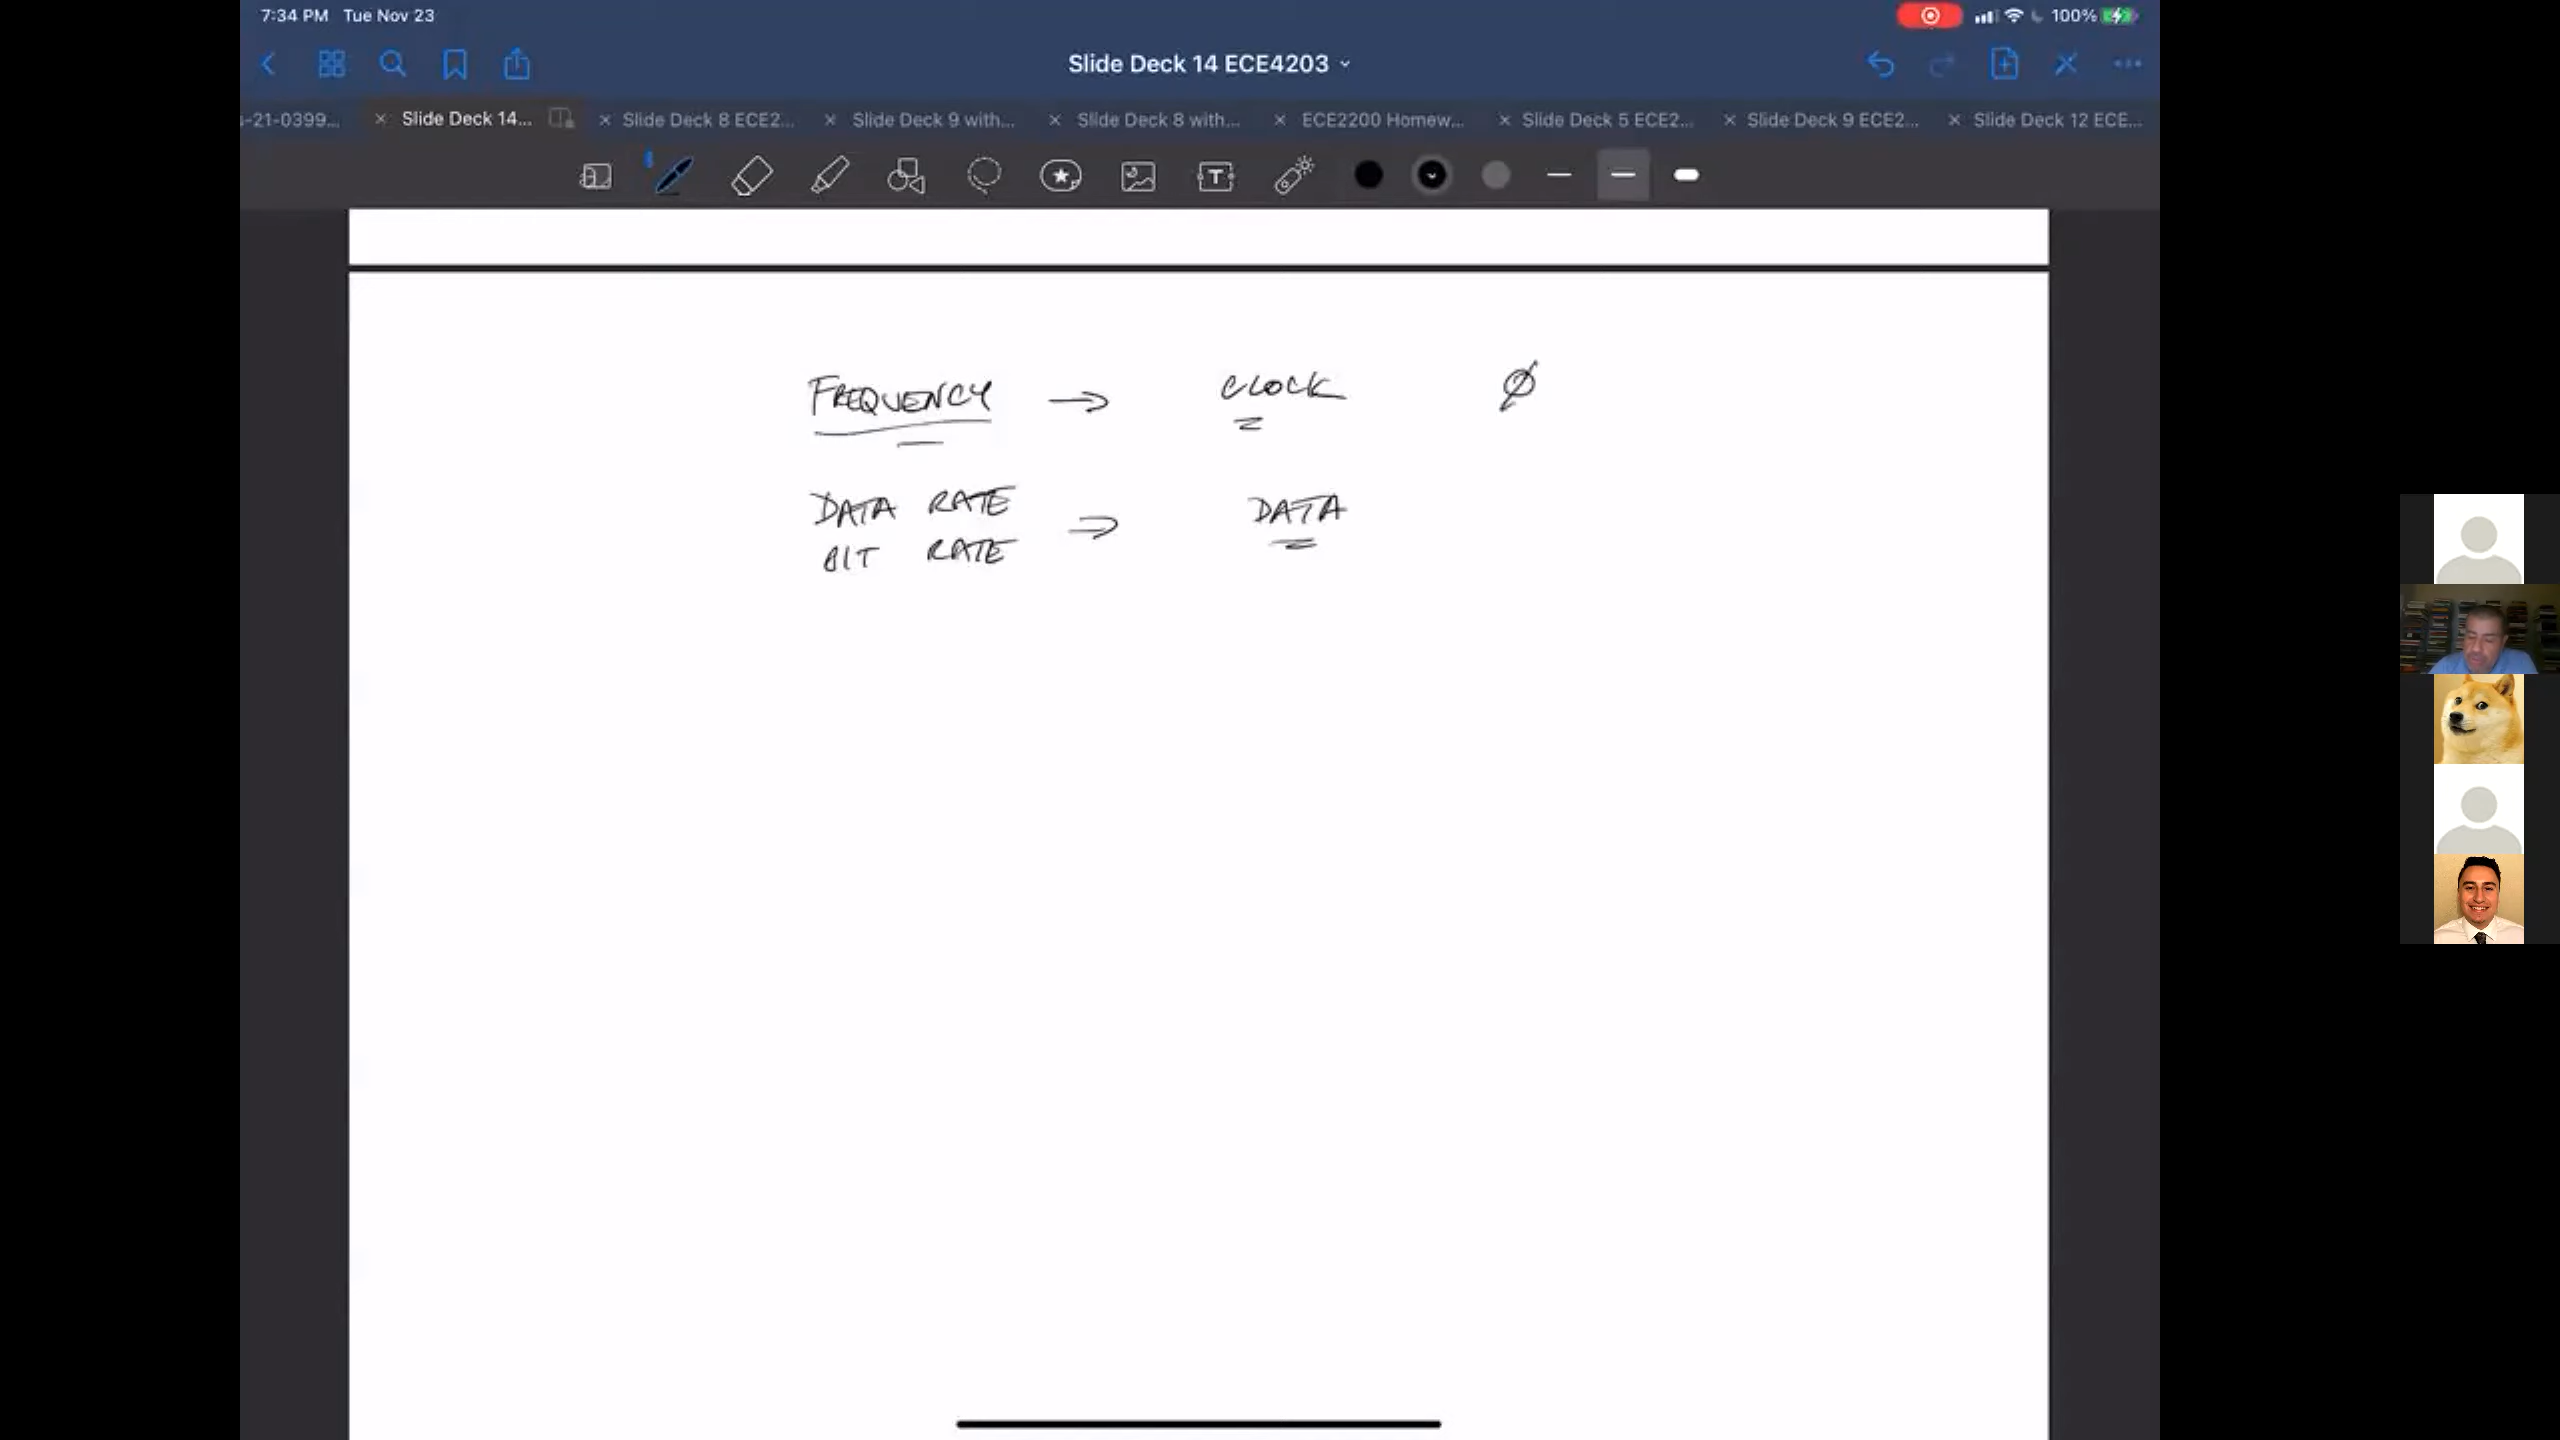 7:34 PM Tue Nov 23
100%
Slide Deck 14 ECE4203
-21-0399...
Slide Deck 14...
Slide Deck 8 ECE2...
Slide Deck 9 with...
Slide Deck 8 with...
ECE2200 Homew...
Slide Deck 5 ECE2...
Slide Deck 9 ECE2...
Slide Deck 12 ECE...
T
FREQUENCY → CLOCK ∅
DATA RATE → DATA
BIT RATE